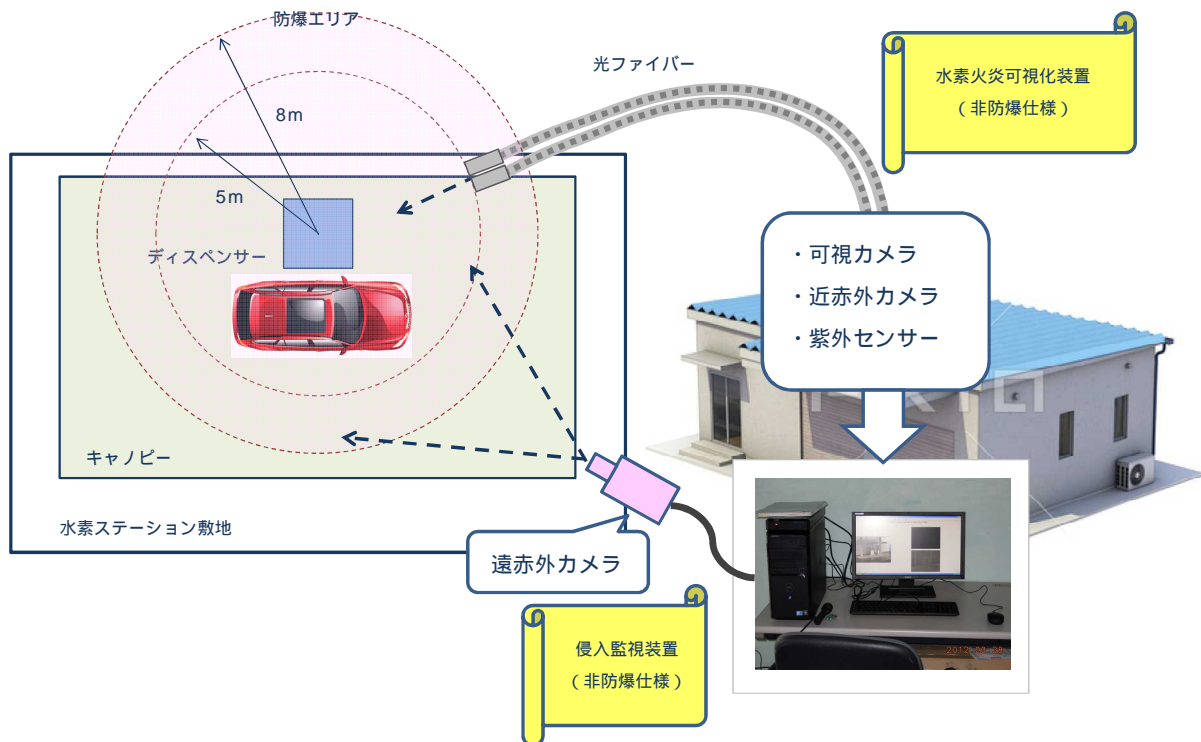 防爆エリア
光ファイバー
水素火炎可視化装置
(非防爆仕様)
8m
5m
ディスペンサー
・可視カメラ
・近赤外カメラ
・紫外センサー
キャノピー
水素ステーション敷地
遠赤外カメラ
侵入監視装置
(非防爆仕様)